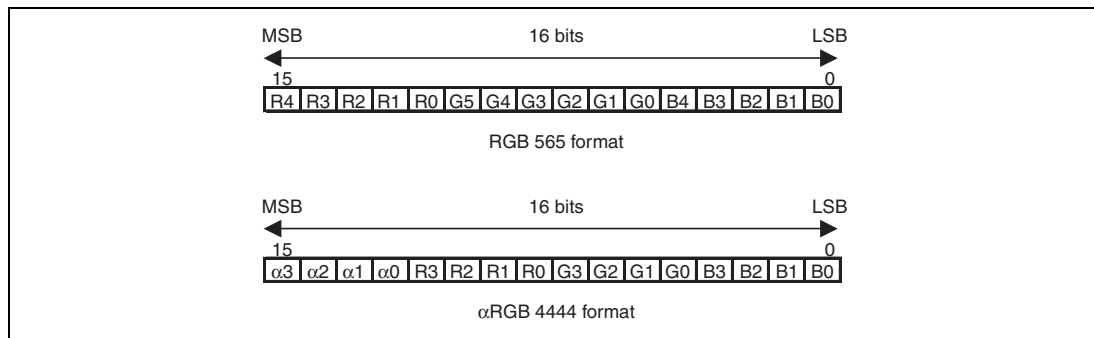 MSB 16 bits LSB
15 0
R4 R3 R2 R1 R0 G5 G4 G3 G2 G1 G0 B4 B3 B2 B1 B0
RGB 565 format
MSB 16 bits LSB
15 0
α3 α2 α1 α0 R3 R2 R1 R0 G3 G2 G1 G0 B3 B2 B1 B0
αRGB 4444 format